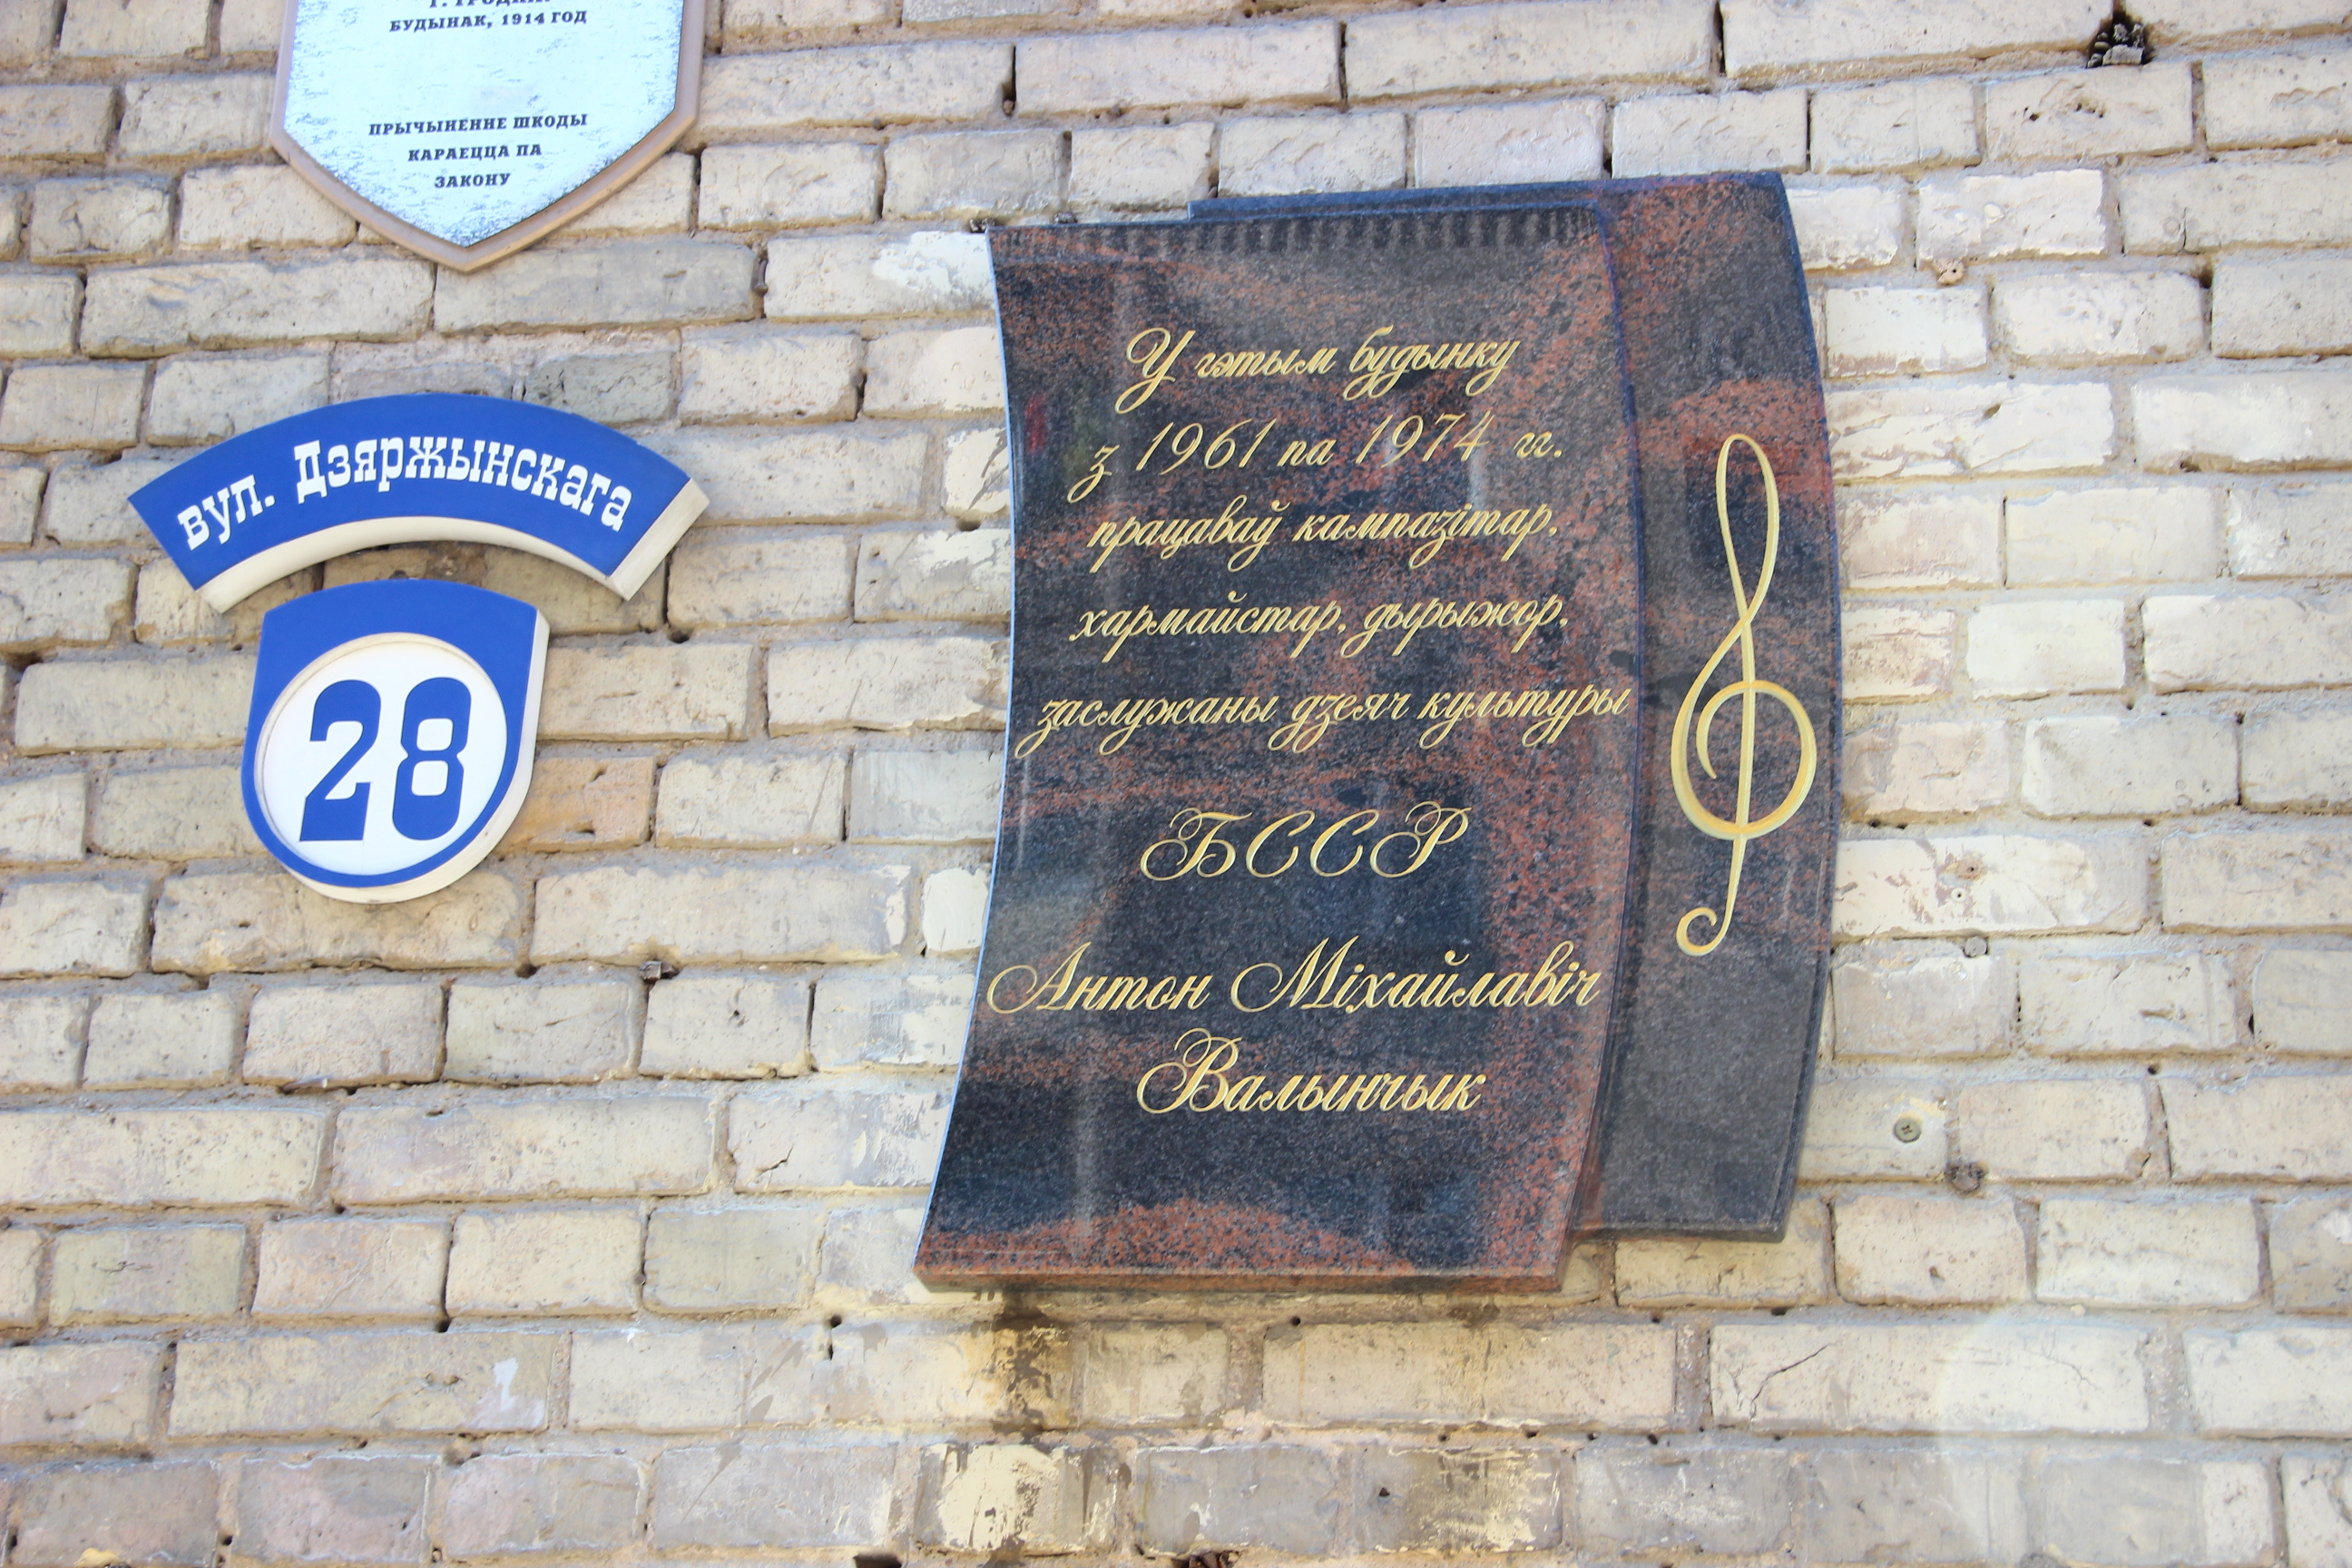 БУДЫНАК, 1914 ГОД
ПРЫЧЫНЕННЕ ШКОДЫ
КАРАЕЦЦА ПА
ЗАКОНУ
вул. Дзяржынскага
28
У гэтым будынку
з 1961 па 1974 гг.
працаваў кампазітар,
хармайстар, дырыжор,
заслужаны дзеяч культуры
БССР
Антон Міхайлавіч
Валынчык